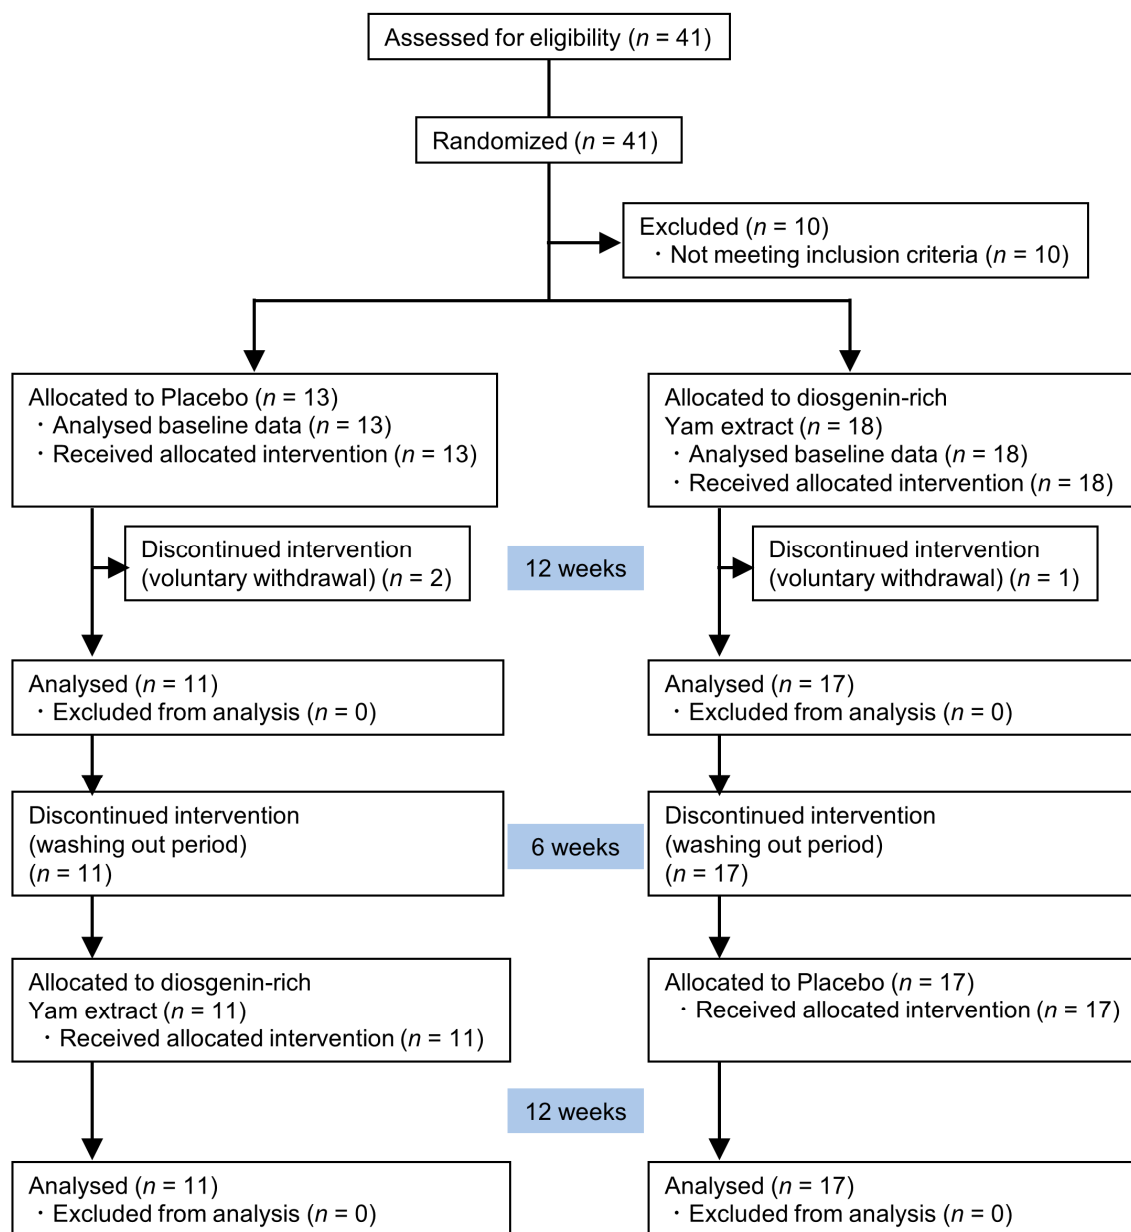 Assessed for eligibility (n = 41)
Randomized (n = 41)
Excluded (n = 10)
・Not meeting inclusion criteria (n = 10)
Allocated to Placebo (n = 13)
・Analysed baseline data (n = 13)
・Received allocated intervention (n = 13)
Allocated to diosgenin-rich
Yam extract (n = 18)
・Analysed baseline data (n = 18)
・Received allocated intervention (n = 18)
Discontinued intervention
(voluntary withdrawal) (n = 2)
12 weeks
Discontinued intervention
(voluntary withdrawal) (n = 1)
Analysed (n = 11)
・Excluded from analysis (n = 0)
Analysed (n = 17)
・Excluded from analysis (n = 0)
Discontinued intervention
(washing out period)
(n = 11)
6 weeks
Discontinued intervention
(washing out period)
(n = 17)
Allocated to diosgenin-rich
Yam extract (n = 11)
・Received allocated intervention (n = 11)
Allocated to Placebo (n = 17)
・Received allocated intervention (n = 17)
12 weeks
Analysed (n = 11)
・Excluded from analysis (n = 0)
Analysed (n = 17)
・Excluded from analysis (n = 0)